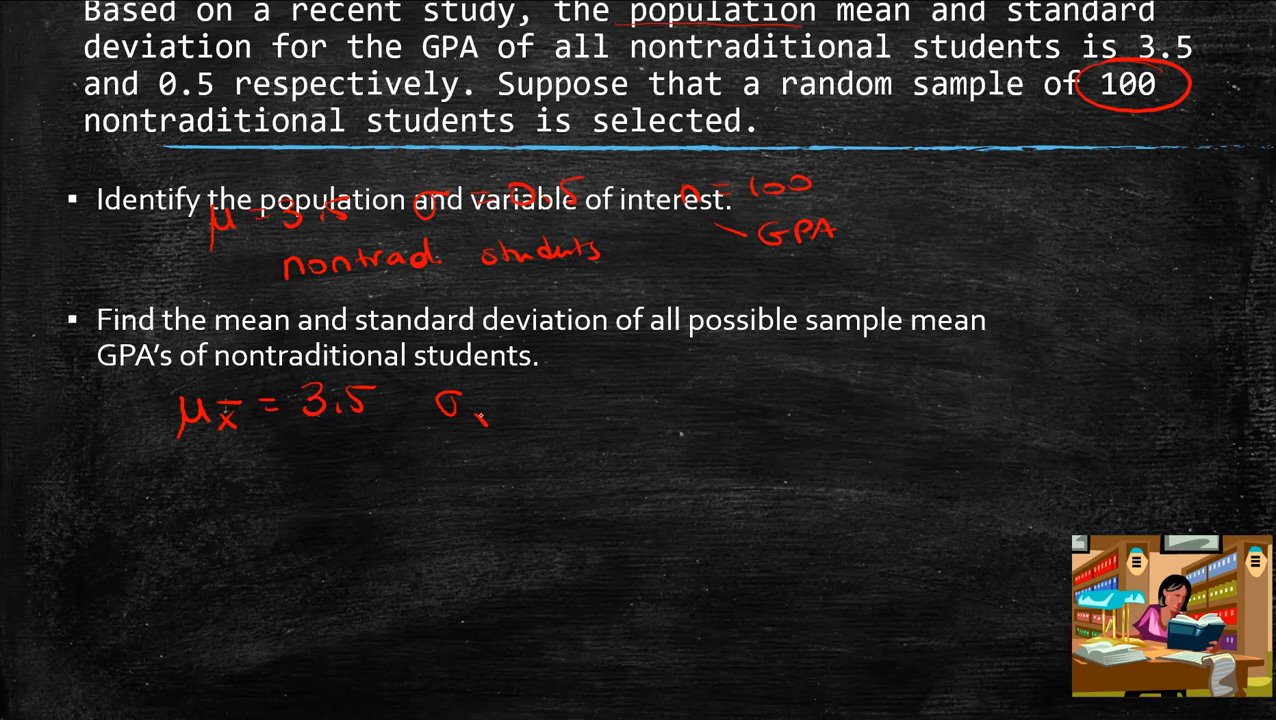 Based on a recent study, the population mean and standard
deviation for the GPA of all nontraditional students is 3.5
and 0.5 respectively. Suppose that a random sample of 100
nontraditional students is selected.
▪ Identify the population and variable of interest.
μ = 3.5 σ = 0.5 n = 100
nontrad. students - GPA
▪ Find the mean and standard deviation of all possible sample mean
GPA's of nontraditional students.
μx̄ = 3.5 σ